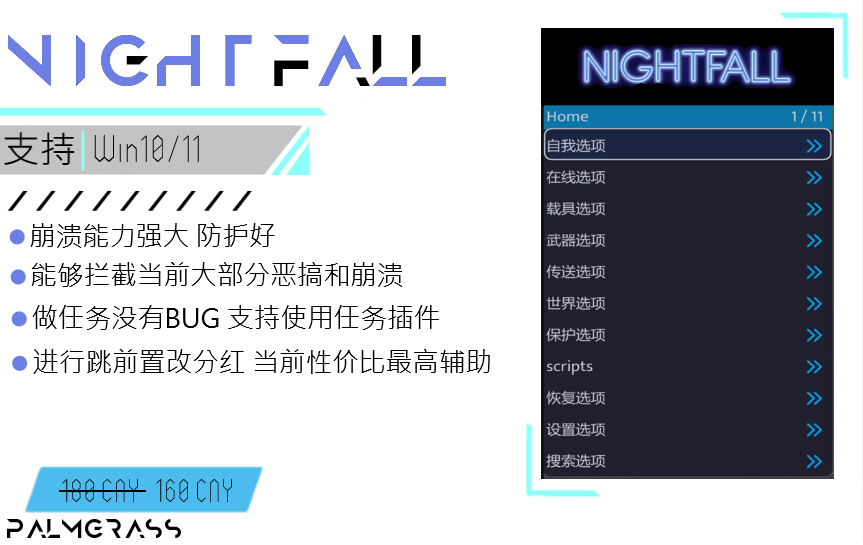 NIGHTFALL
支持 Win10/11
崩溃能力强大 防护好
能够拦截当前大部分恶搞和崩溃
做任务没有BUG 支持使用任务插件
进行跳前置改分红 当前性价比最高辅助
180 CNY 160 CNY
PALMGRASS
NIGHTFALL
Home 1 / 11
自我选项
在线选项
载具选项
武器选项
传送选项
世界选项
保护选项
scripts
恢复选项
设置选项
搜索选项